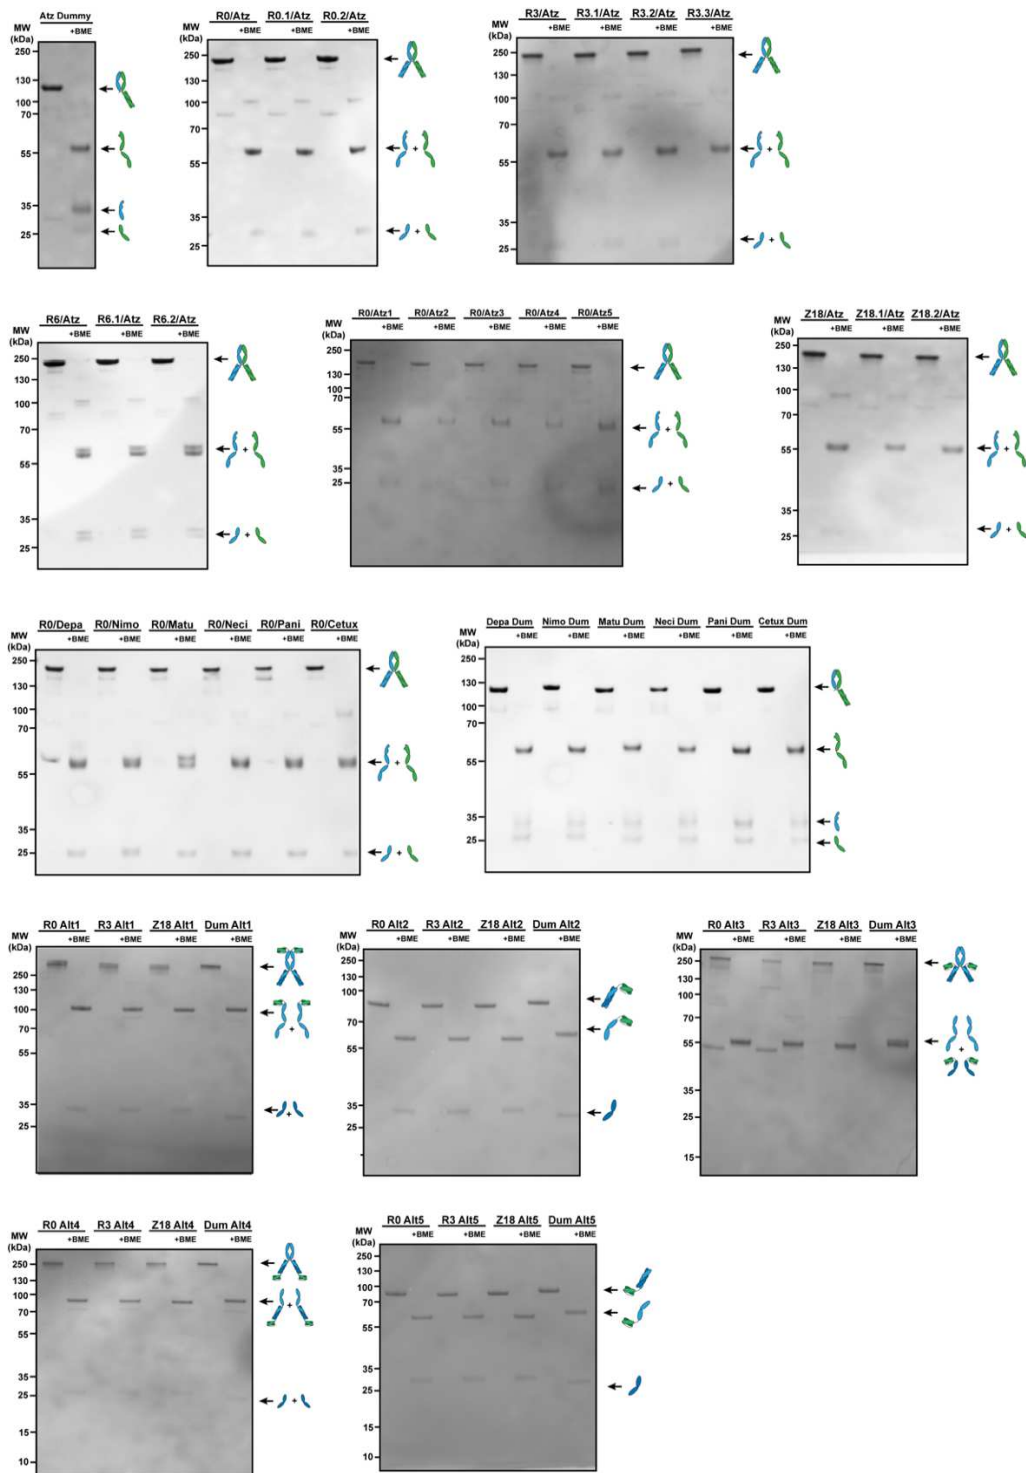 Atz Dummy
MW
(kDa)
+BME
250
130
100
70
55
35
25
R0/Atz R0.1/Atz R0.2/Atz
MW
(kDa)
+BME +BME +BME
250
130
100
70
55
35
25
+
+
R3/Atz R3.1/Atz R3.2/Atz R3.3/Atz
MW
(kDa)
+BME +BME +BME +BME
250
130
100
70
55
35
25
+
+
R6/Atz R6.1/Atz R6.2/Atz
MW
(kDa)
+BME +BME +BME
250
130
100
70
55
35
25
+
+
R0/Atz1 R0/Atz2 R0/Atz3 R0/Atz4 R0/Atz5
MW
(kDa)
+BME +BME +BME +BME +BME
250
130
100
70
55
35
25
+
+
Z18/Atz Z18.1/Atz Z18.2/Atz
MW
(kDa)
+BME +BME +BME
250
130
100
70
55
35
25
+
+
R0/Depa R0/Nimo R0/Matu R0/Neci R0/Pani R0/Cetux
MW
(kDa)
+BME +BME +BME +BME +BME +BME
250
130
100
70
55
35
25
+
+
Depa Dum Nimo Dum Matu Dum Neci Dum Pani Dum Cetux Dum
MW
(kDa)
+BME +BME +BME +BME +BME +BME
250
130
100
70
55
35
25
R0 Alt1 R3 Alt1 Z18 Alt1 Dum Alt1
MW
(kDa)
+BME +BME +BME +BME
250
130
100
70
55
35
25
+
+
R0 Alt2 R3 Alt2 Z18 Alt2 Dum Alt2
MW
(kDa)
+BME +BME +BME +BME
250
130
100
70
55
35
25
R0 Alt3 R3 Alt3 Z18 Alt3 Dum Alt3
MW
(kDa)
+BME +BME +BME +BME
250
130
100
70
55
35
25
15
+
R0 Alt4 R3 Alt4 Z18 Alt4 Dum Alt4
MW
(kDa)
+BME +BME +BME +BME
250
130
100
70
55
35
25
15
10
+
+
R0 Alt5 R3 Alt5 Z18 Alt5 Dum Alt5
MW
(kDa)
+BME +BME +BME +BME
250
130
100
70
55
35
25
15
10